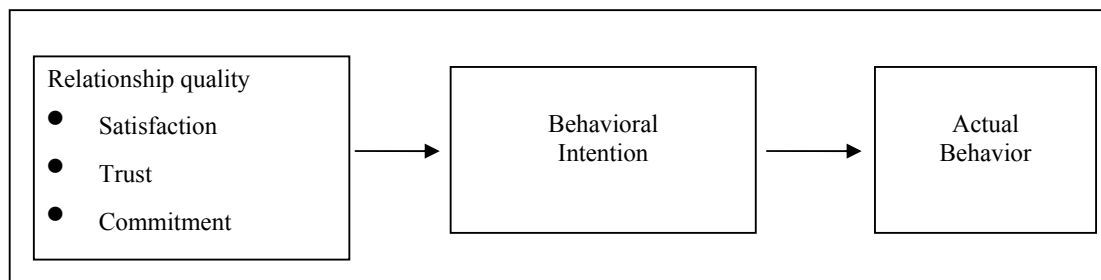 Relationship quality
● Satisfaction
● Trust
● Commitment
Behavioral
Intention
Actual
Behavior